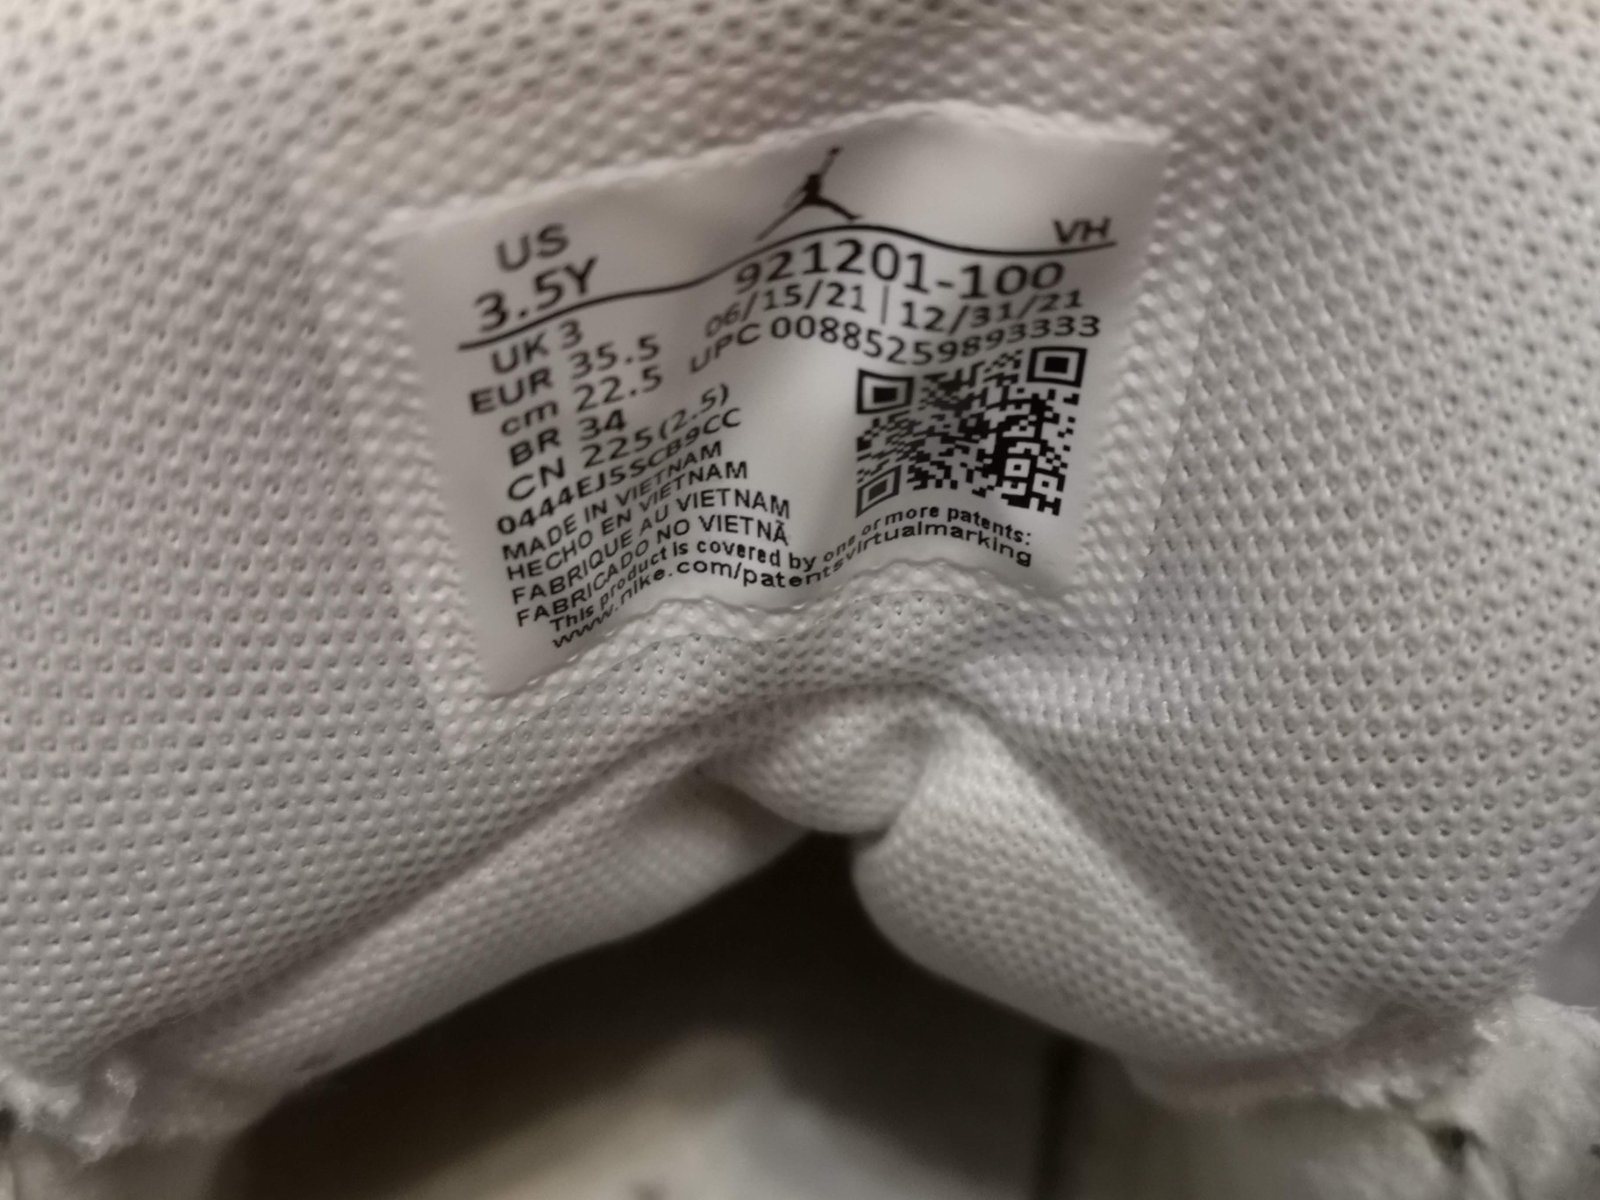 US
3.5Y
VH
921201-100
06/15/21 | 12/31/21
UPC 00885259893333
UK 3
EUR 35.5
cm 22.5
BR 34
CN 225(2.5)
0444EJ5SCB9CC
MADE IN VIETNAM
HECHO EN VIETNAM
FABRIQUE AU VIETNAM
FABRICADO NO VIETNÃ
This product is covered by one or more patents:
www.nike.com/patentsvirtualmarking